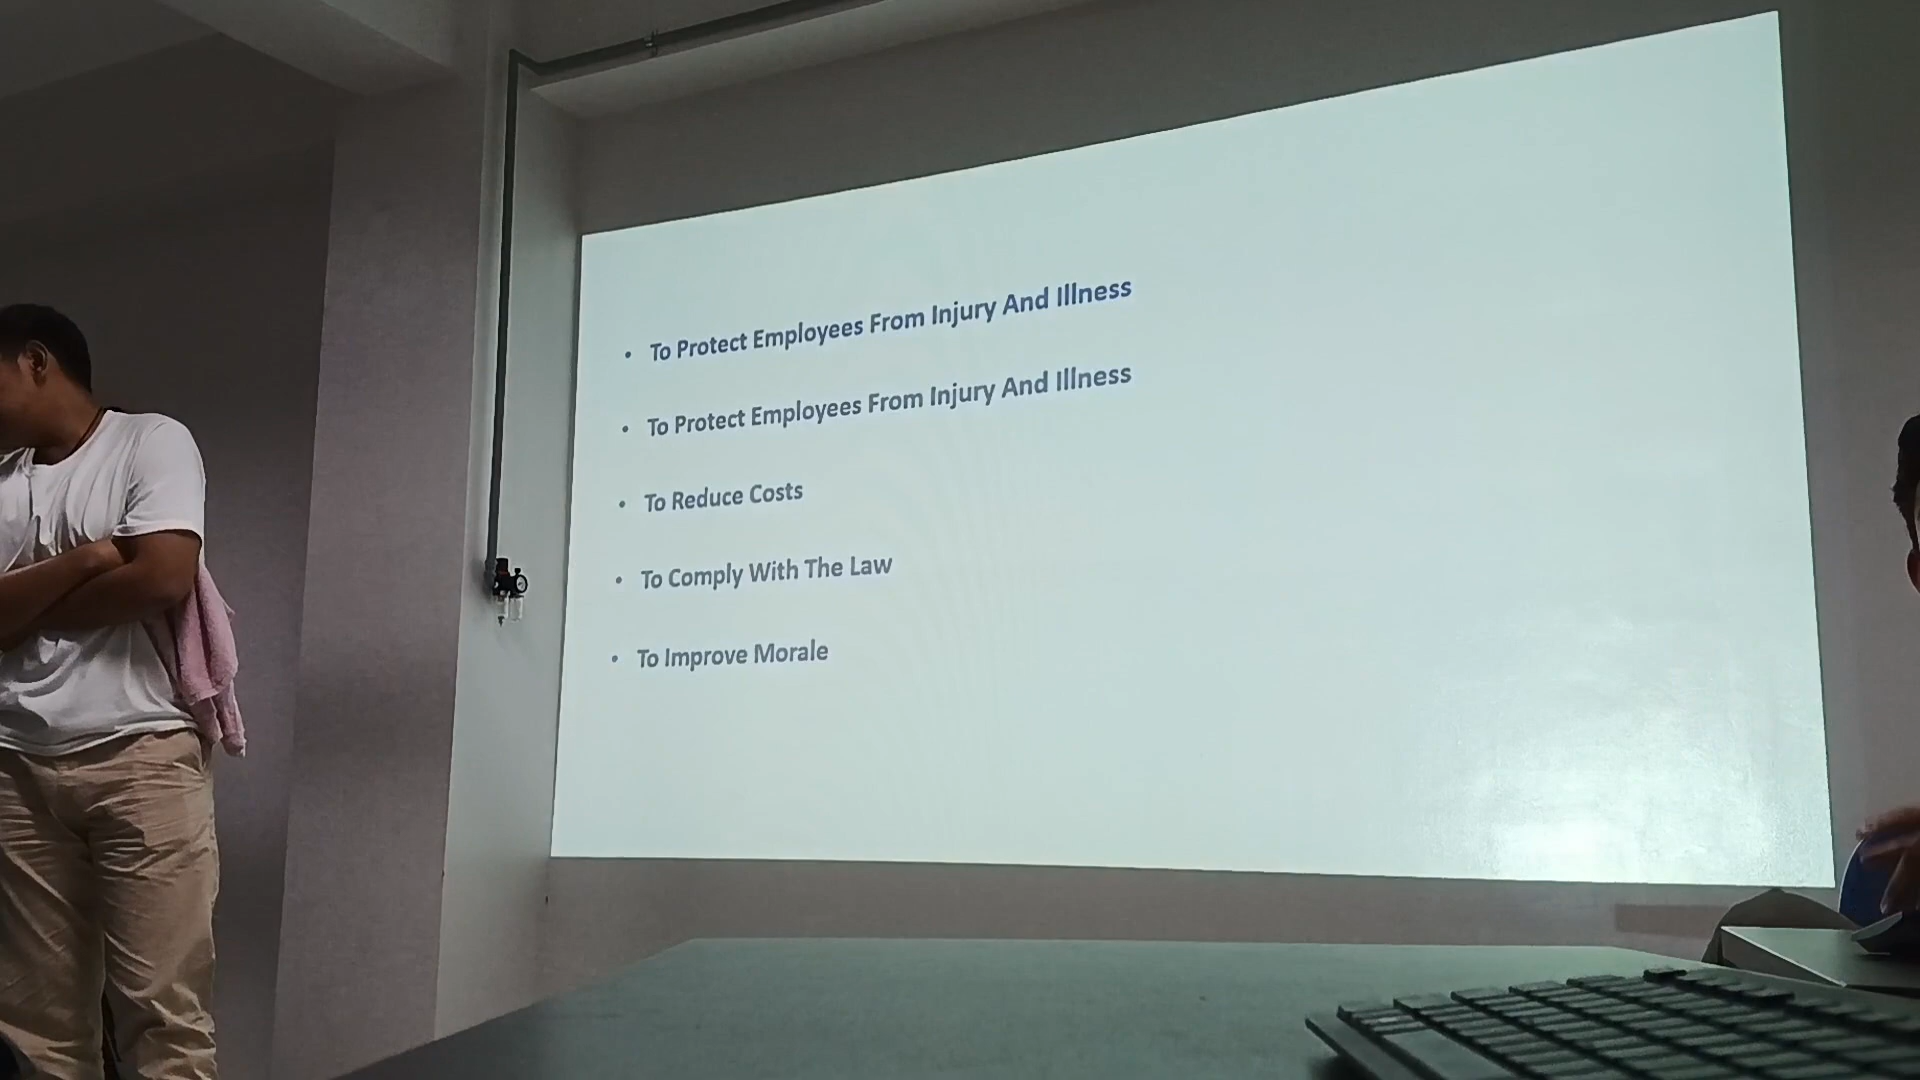 • To Protect Employees From Injury And Illness
• To Protect Employees From Injury And Illness
• To Reduce Costs
• To Comply With The Law
• To Improve Morale